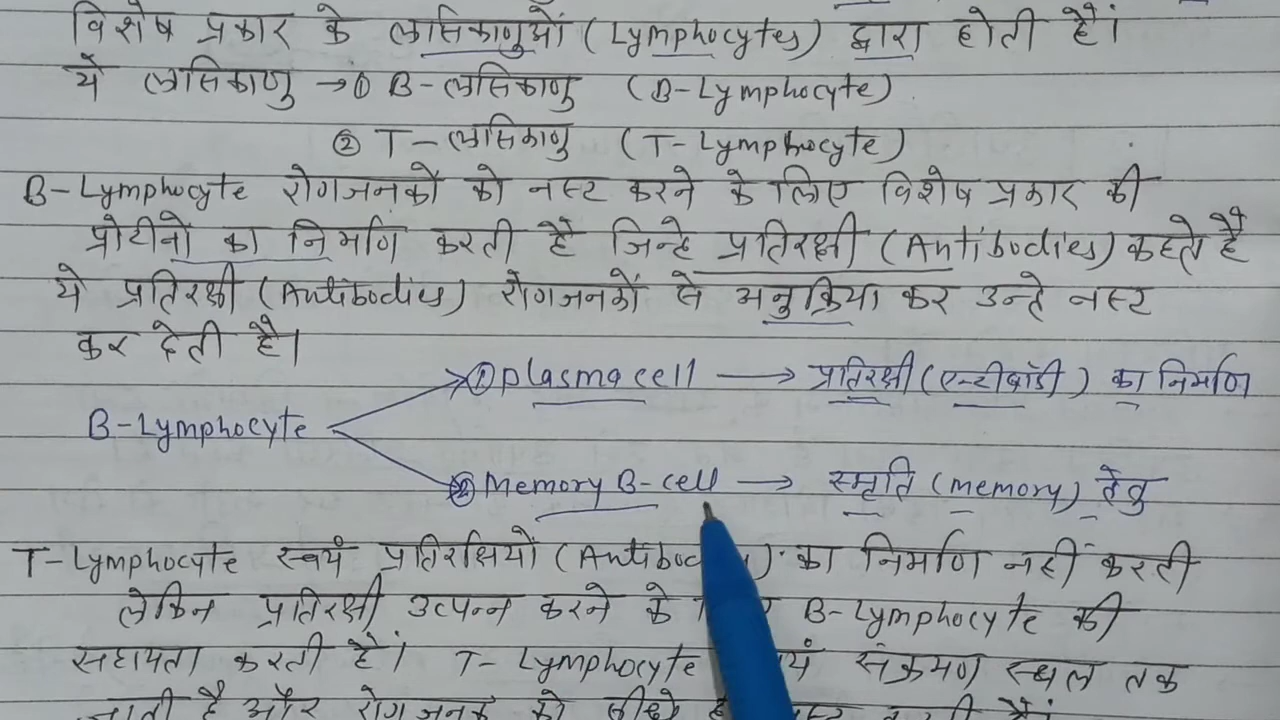 विशेष प्रकार के लसिकाणुओं (Lymphocytes) द्वारा होती हैं।
ये लसिकाणु → ① B-लसिकाणु (B-Lymphocyte)
② T-लसिकाणु (T-Lymphocyte)
B-Lymphocyte रोगजनकों को नस्ट करने के लिए विशेष प्रकार की
प्रोटीनों का निर्माण करती है जिन्हे प्रतिरक्षी (Antibodies) कहते हैं
ये प्रतिरक्षी (Antibodies) रोगजनकों से अनुक्रिया कर उन्हे नस्ट
कर देती है।
① Plasma cell → प्रतिरक्षी (एन्टीबॉडी) का निर्माण
B-Lymphocyte
② Memory B-cell → स्मृति (memory) हेतु
T-Lymphocyte स्वयं प्रतिरक्षियों (Antibody) का निर्माण नहीं करती
लेकिन प्रतिरक्षी उत्पन्न करने के B-Lymphocyte की
सहायता करती है। T-Lymphocyte संक्रमण स्थल तक
जाती है और रोगजनक को